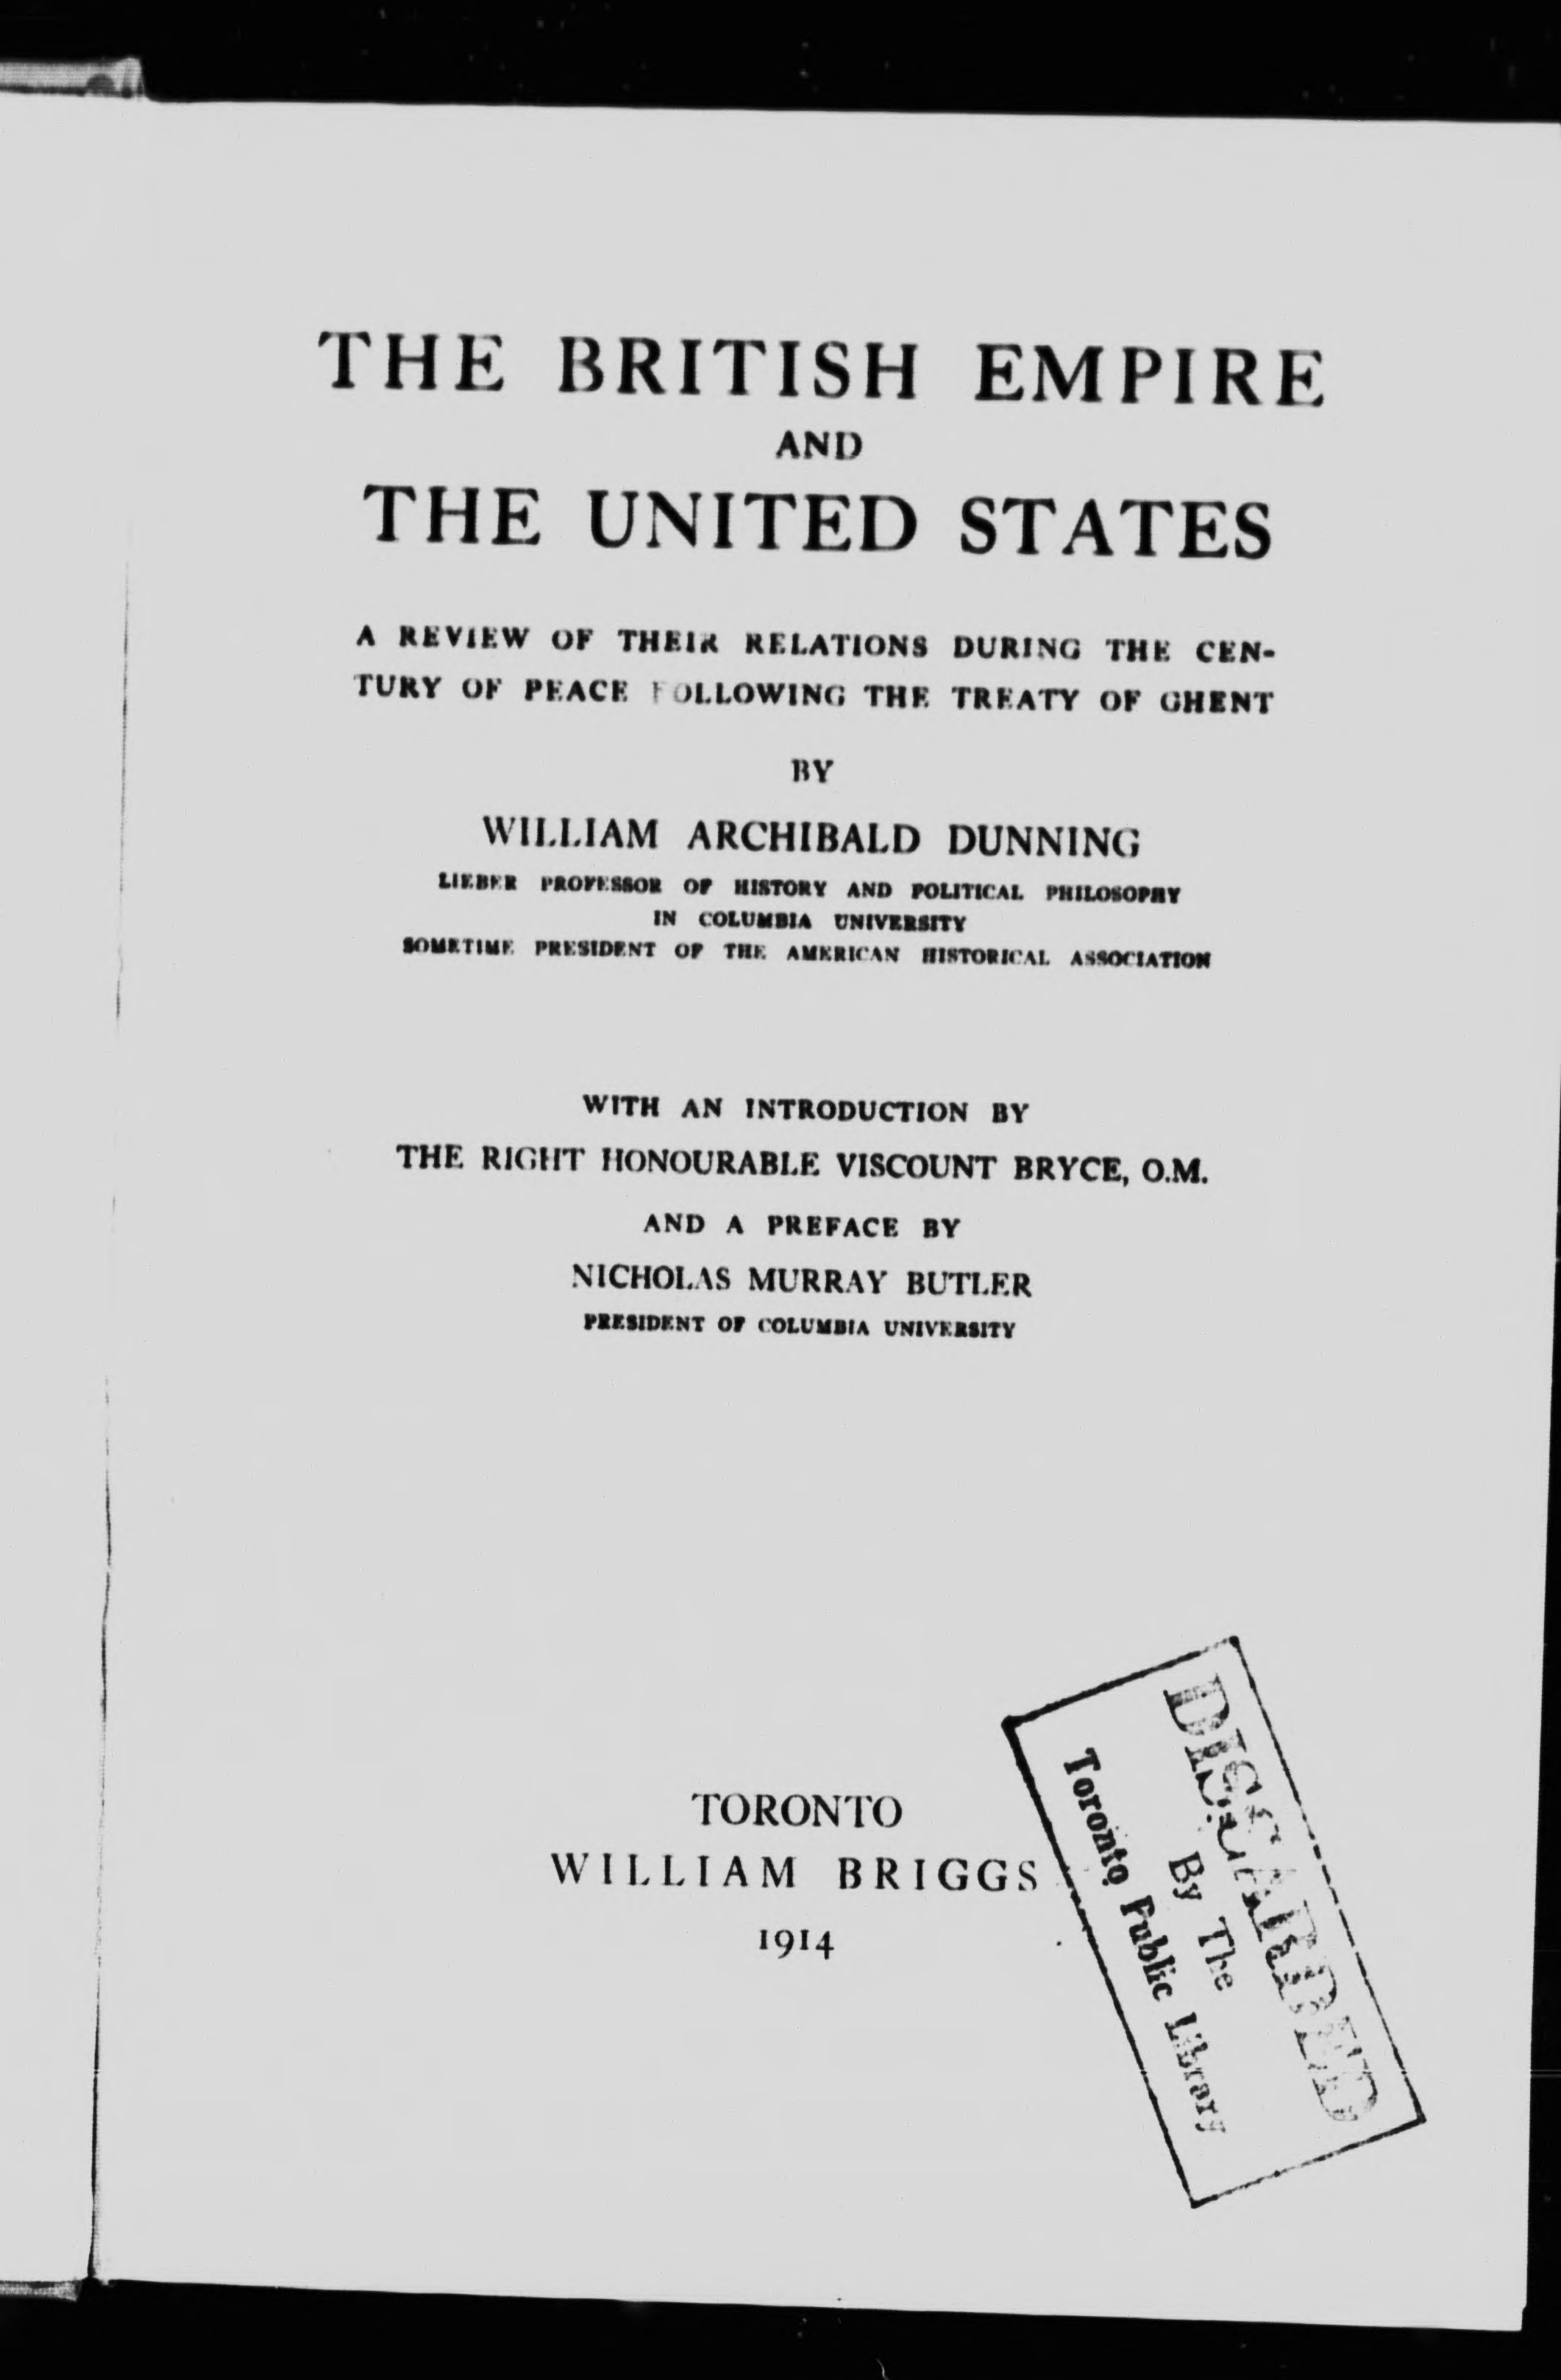 THE BRITISH EMPIRE
AND
THE UNITED STATES
A REVIEW OF THEIR RELATIONS DURING THE CEN-
TURY OF PEACE FOLLOWING THE TREATY OF GHENT
BY
WILLIAM ARCHIBALD DUNNING
LIEBER PROFESSOR OF HISTORY AND POLITICAL PHILOSOPHY
IN COLUMBIA UNIVERSITY
SOMETIME PRESIDENT OF THE AMERICAN HISTORICAL ASSOCIATION
WITH AN INTRODUCTION BY
THE RIGHT HONOURABLE VISCOUNT BRYCE, O.M.
AND A PREFACE BY
NICHOLAS MURRAY BUTLER
PRESIDENT OF COLUMBIA UNIVERSITY
TORONTO
WILLIAM BRIGGS
1914
DISCARDED
By The
Toronto Public Library